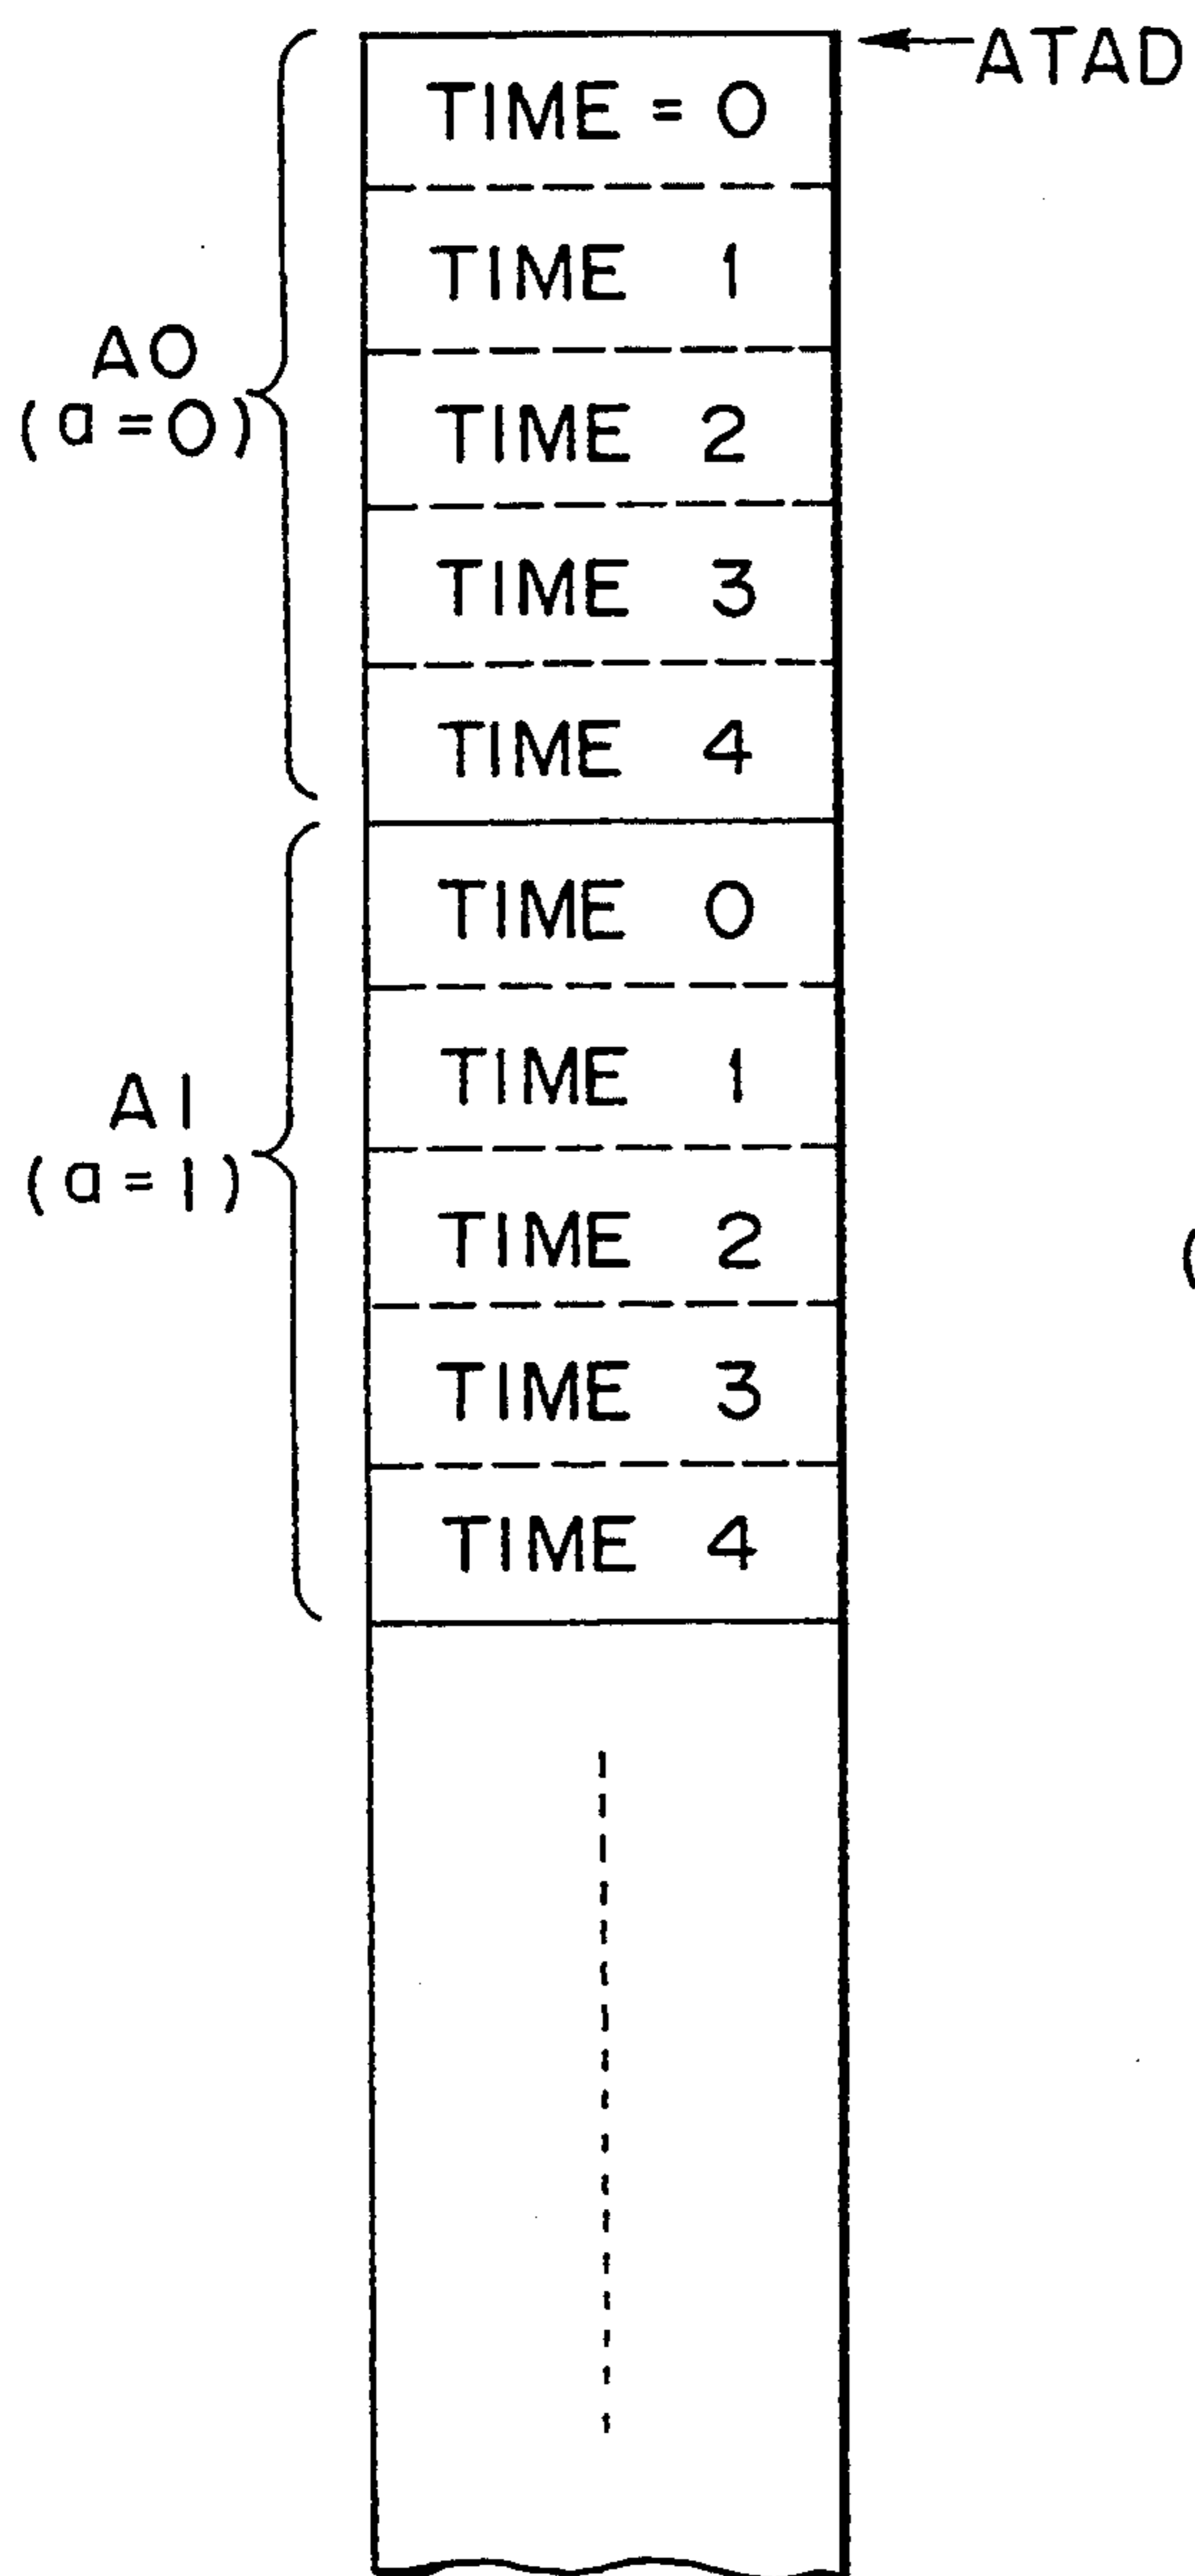 ATAD
TIME = 0
TIME 1
A0
(a=0)
TIME 2
TIME 3
TIME 4
TIME 0
TIME 1
A1
(a=1)
TIME 2
(
TIME 3
TIME 4